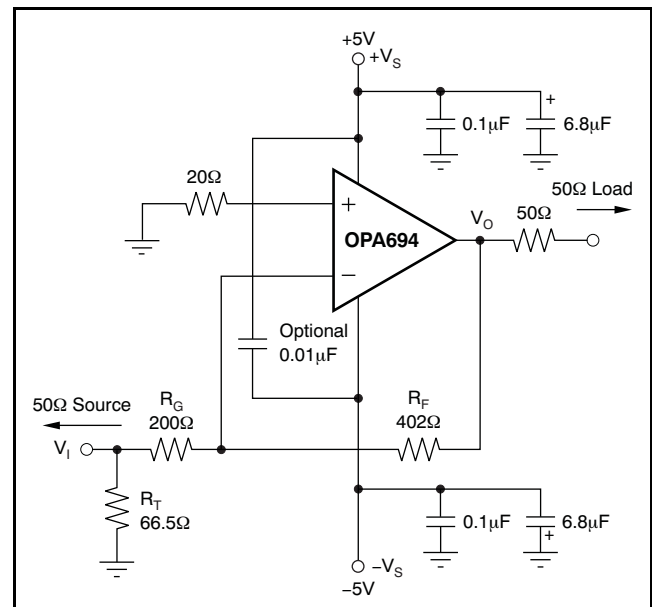 +5V
+V_S
0.1μF
+
6.8μF
20Ω
50Ω Load
V_O
50Ω
+
OPA694
−
Optional
0.01μF
R_G
200Ω
R_F
402Ω
50Ω Source
V_I
R_T
66.5Ω
0.1μF
6.8μF
+
−V_S
−5V